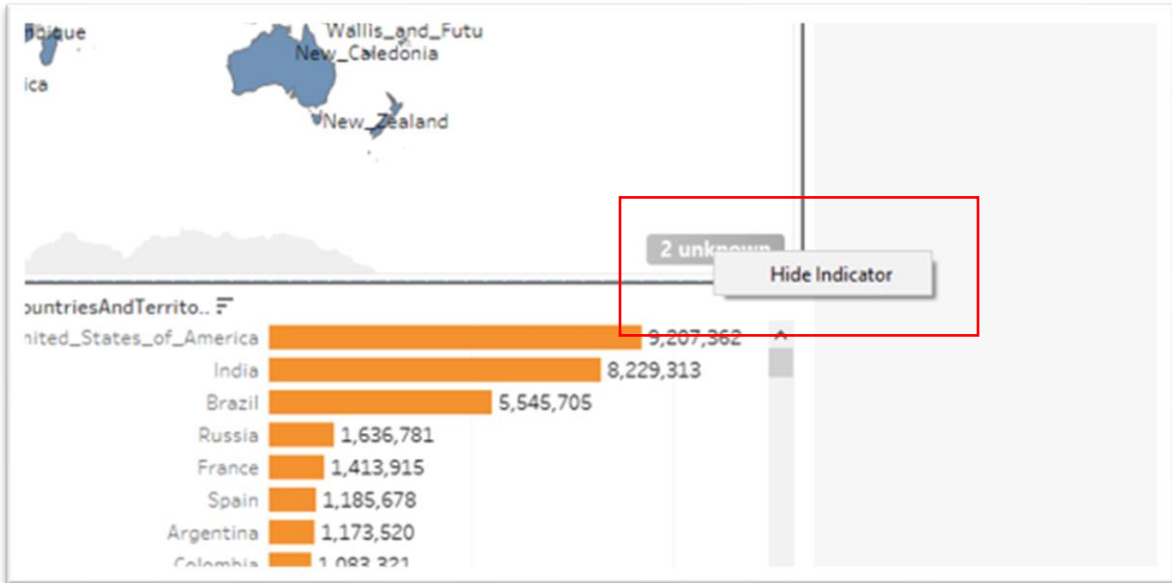 Wallis_and_Futu
New_Caledonia
ica
New_Zealand
2 unknown
Hide Indicator
ountriesAndTerrito..
nited_States_of_America 9,207,362
India 8,229,313
Brazil 5,545,705
Russia 1,636,781
France 1,413,915
Spain 1,185,678
Argentina 1,173,520
Colombia 1,083,321